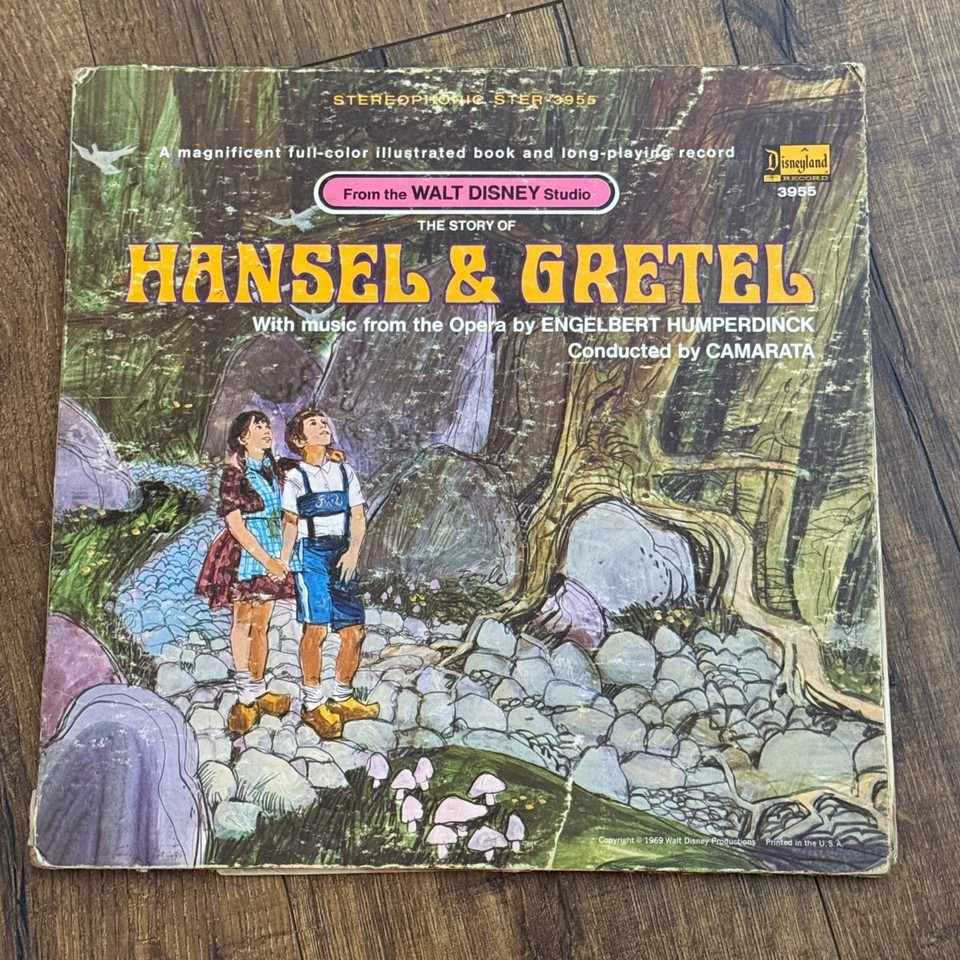 STEREOPHONIC STER-3955
A magnificent full-color illustrated book and long-playing record
Disneyland
RECORD
3955
From the WALT DISNEY Studio
THE STORY OF
HANSEL & GRETEL
With music from the Opera by ENGELBERT HUMPERDINCK
Conducted by CAMARATA
Copyright © 1969 Walt Disney Productions Printed in the U.S.A.